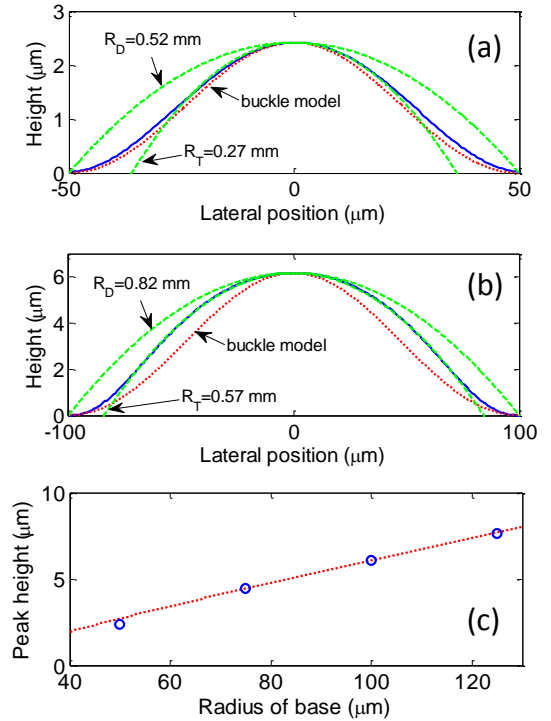 3
2
1
0
Height (μm)
-50
0
50
Lateral position (μm)
(a)
R_D=0.52 mm
buckle model
R_T=0.27 mm
6
4
2
0
Height (μm)
-100
0
100
Lateral position (μm)
(b)
R_D=0.82 mm
buckle model
R_T=0.57 mm
10
5
0
Peak height (μm)
40
60
80
100
120
Radius of base (μm)
(c)